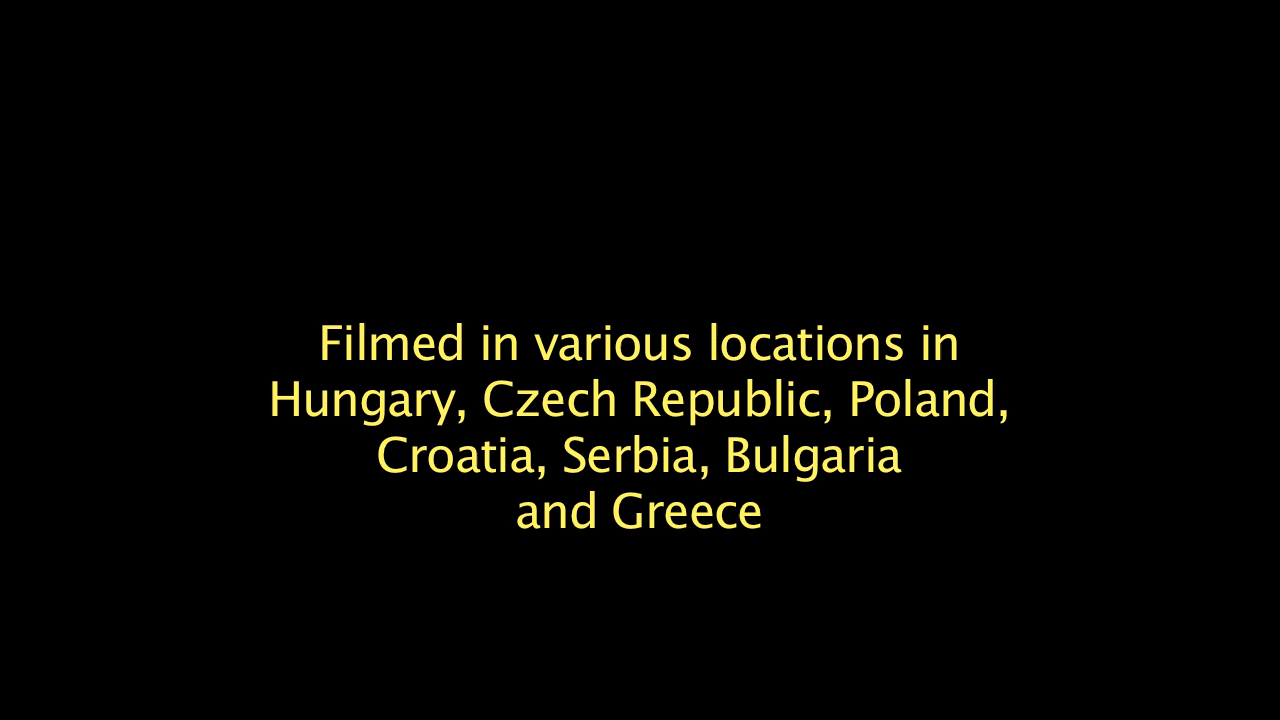 Filmed in various locations in
Hungary, Czech Republic, Poland,
Croatia, Serbia, Bulgaria
and Greece